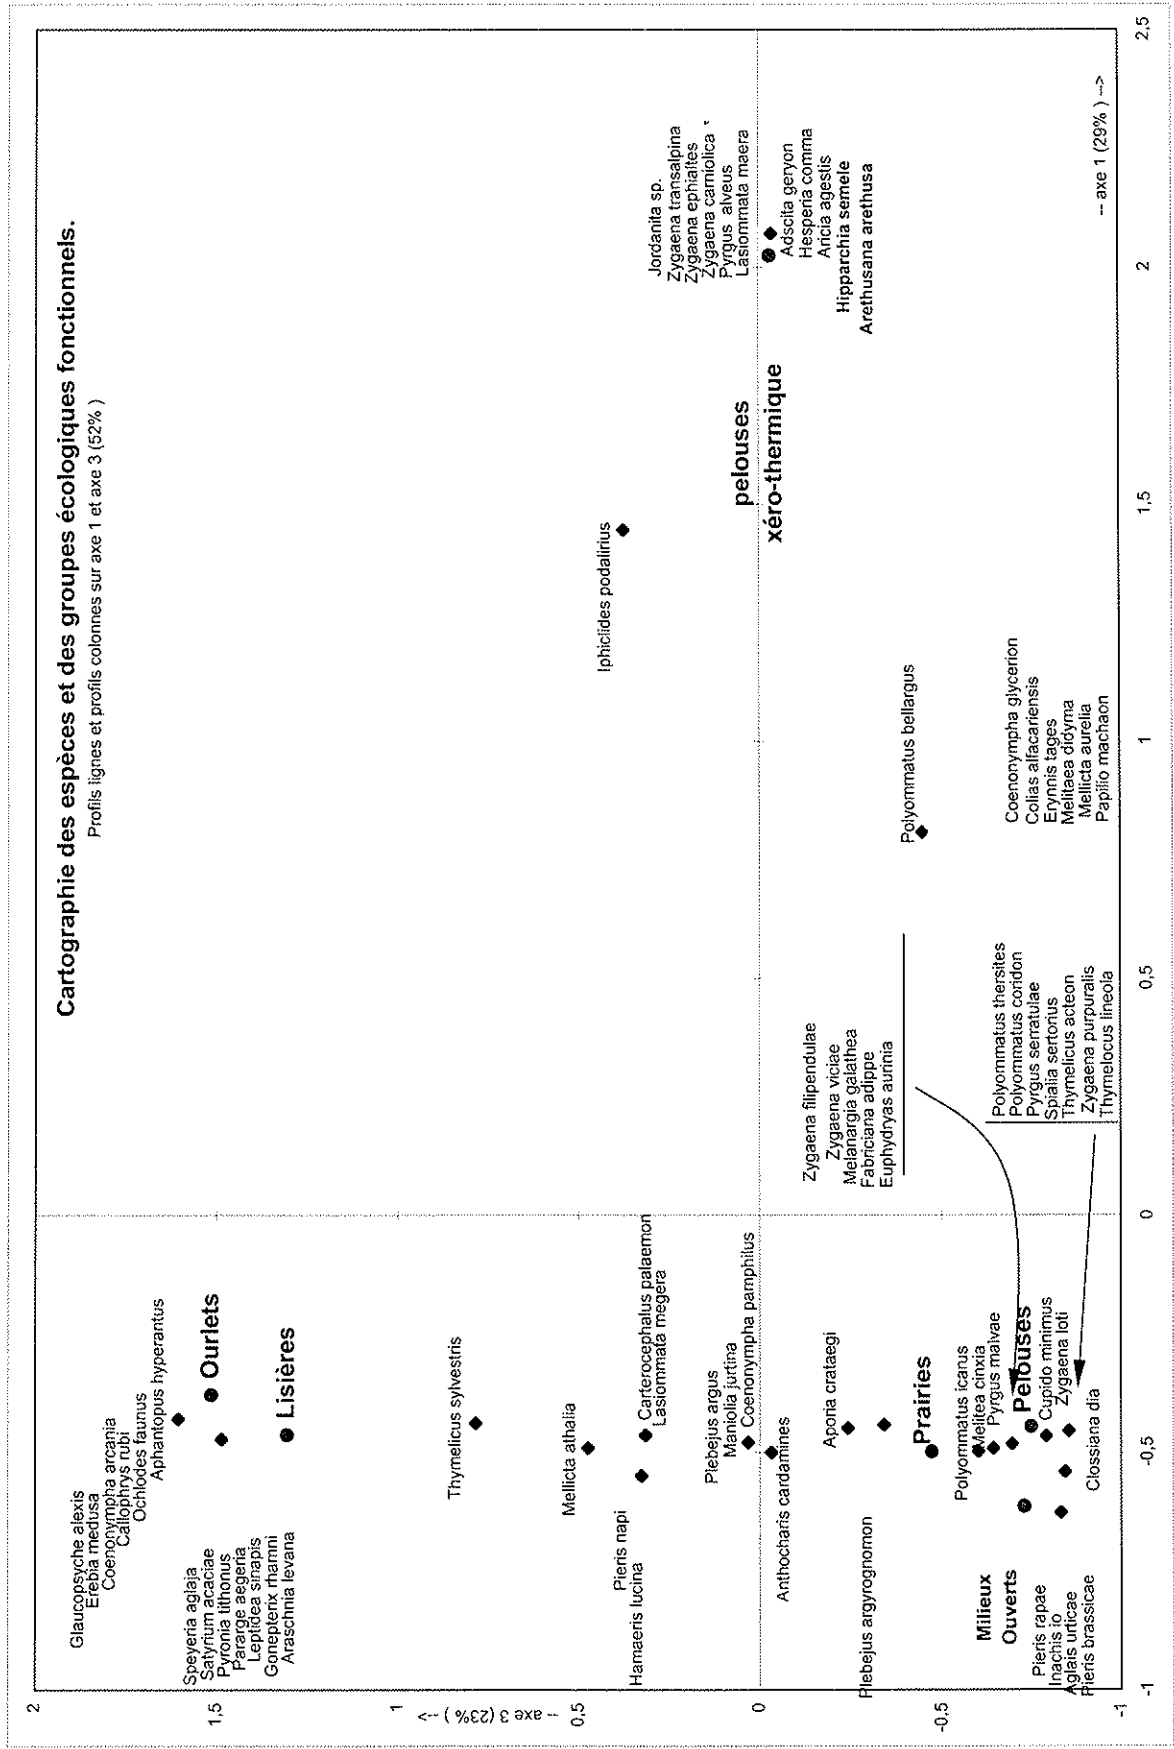 Cartographie des espèces et des groupes écologiques fonctionnels.
Profils lignes et profils colonnes sur axe 1 et axe 3 (52% )
2
1,5
1
0,5
0
-0,5
-1
-- axe 3 (23% ) -->
-1
-0,5
0
0,5
1
1,5
2
2,5
-- axe 1 (29% ) -->
Glaucopsyche alexis
Erebia medusa
Coenonympha arcania
Callophrys rubi
Ochlodes faunus
Aphantopus hyperantus
Ourlets
Speyeria aglaja
Satyrium acaciae
Pyronia tithonus
Pararge aegeria
Leptidea sinapis
Gonepterix rhamni
Araschnia levana
Lisières
Thymelicus sylvestris
Mellicta athalia
Pieris napi
Hamaeris lucina
Carterocephalus palaemon
Lasiommata megera
Plebejus argus
Maniolia jurtina
Coenonympha pamphilus
Anthocharis cardamines
Aporia crataegi
Plebejus argyrognomon
Prairies
Polyommatus icarus
Melitea cinxia
Pyrgus malvae
Pelouses
Cupido minimus
Zygaena loti
Clossiana dia
Milieux
Ouverts
Pieris rapae
Inachis io
Aglais urticae
Pieris brassicae
Zygaena filipendulae
Zygaena viciae
Melanargia galathea
Fabriciana adippe
Euphydryas aurinia
Polyommatus thersites
Polyommatus coridon
Pyrgus serratulae
Spialia sertorius
Thymelicus acteon
Zygaena purpuralis
Thymelocus lineola
Polyommatus bellargus
Coenonympha glycerion
Colias alfacariensis
Erynnis tages
Melitaea didyma
Mellicta aurelia
Papilio machaon
Iphiclides podalirius
pelouses
xéro-thermique
Jordanita sp.
Zygaena transalpina
Zygaena ephialtes
Zygaena carniolica
Pyrgus alveus
Lasiommata maera
Adscita geryon
Hesperia comma
Aricia agestis
Hipparchia semele
Arethusana arethusa